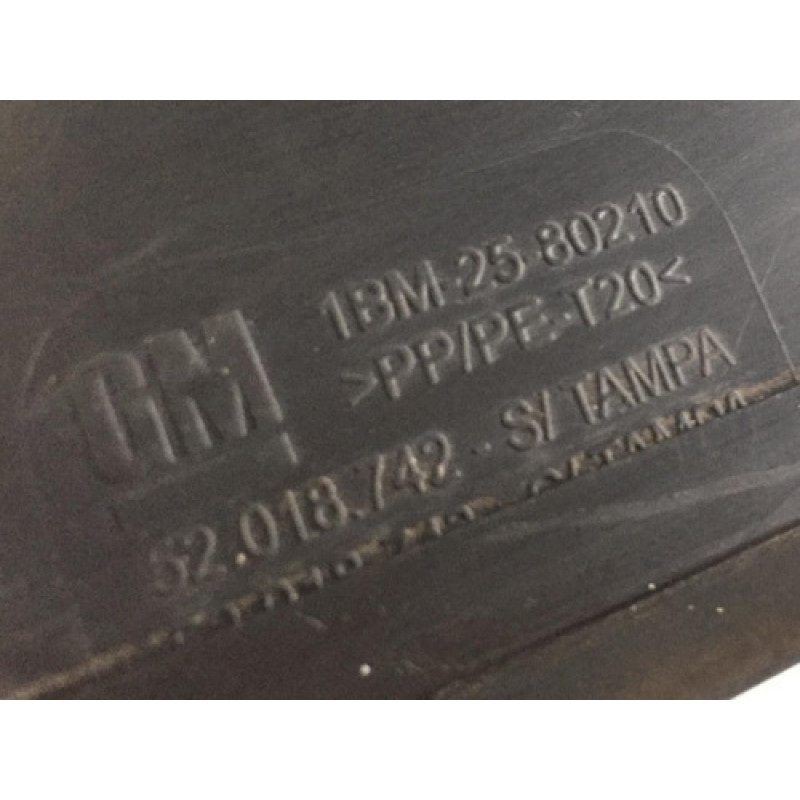 GM
1BM-25 80210
>PP/PE-T20<
52.018.742 - S/ TAMPA